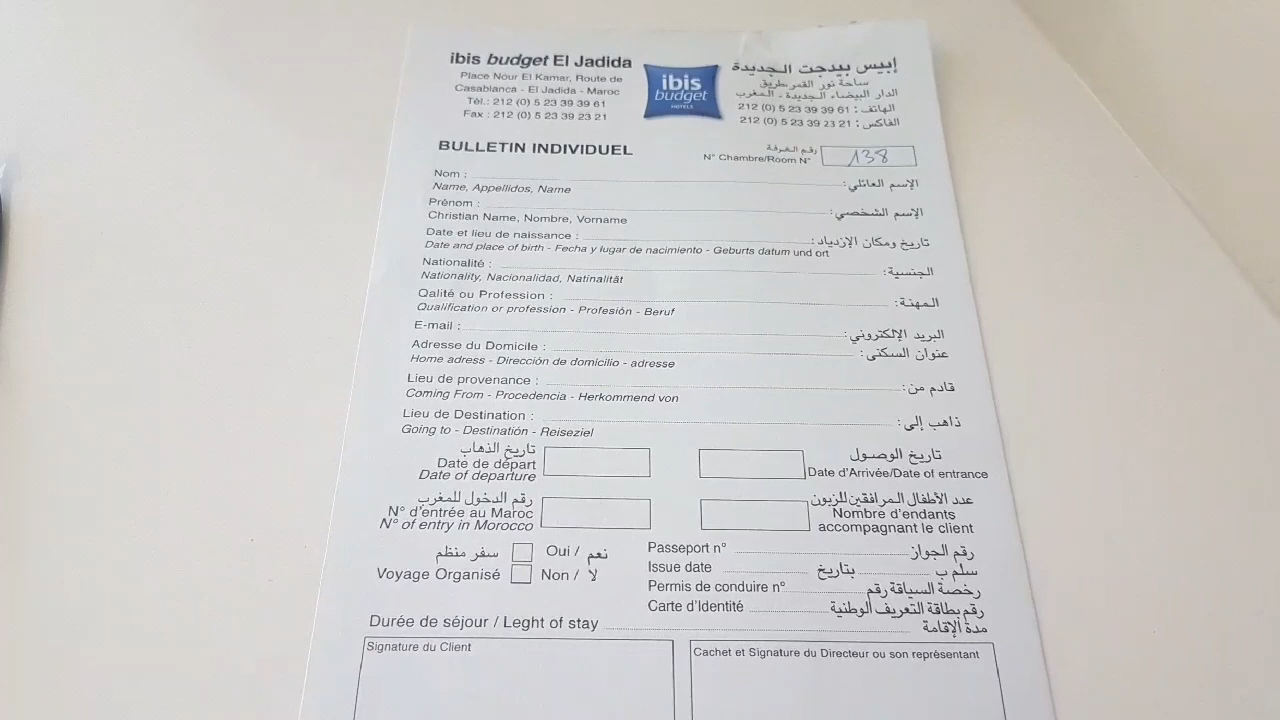 ibis budget El Jadida
Place Nour El Kamar, Route de
Casablanca - El Jadida - Maroc
Tél.: 212 (0) 5 23 39 39 61
Fax : 212 (0) 5 23 39 23 21
ibis
budget
HOTELS
إيبيس بيدجت الجديدة
ساحة نور القمر طريق
الدار البيضاء الجديدة - المغرب
الهاتف : 61 39 39 23 5 (0) 212
الفاكس : 21 23 39 23 5 (0) 212
BULLETIN INDIVIDUEL
رقم الغرفة
N° Chambre/Room N° 138
Nom : الإسم العائلي:
Name, Appellidos, Name
Prénom : الإسم الشخصي:
Christian Name, Nombre, Vorname
Date et lieu de naissance : تاريخ ومكان الإزدياد:
Date and place of birth - Fecha y lugar de nacimiento - Geburts datum und ort
Nationalité : الجنسية:
Nationality, Nacionalidad, Natinalität
Qalité ou Profession : المهنة:
Qualification or profession - Profesión - Beruf
E-mail : البريد الإلكتروني:
Adresse du Domicile : عنوان السكنى:
Home adress - Dirección de domicilio - adresse
Lieu de provenance : قادم من:
Coming From - Procedencia - Herkommend von
Lieu de Destination : ذاهب إلى:
Going to - Destinatión - Reiseziel
تاريخ الذهاب
Date de départ
Date of departure
تاريخ الوصول
Date d'Arrivée/Date of entrance
رقم الدخول للمغرب
N° d'entrée au Maroc
N° of entry in Morocco
عدد الأطفال المرافقين للزبون
Nombre d'endants
accompagnant le client
سفر منظم Oui / نعم
Voyage Organisé Non / لا
Passeport n° رقم الجواز
Issue date بتاريخ سلم ب
Permis de conduire n° رخصة السياقة رقم
Carte d'Identité رقم بطاقة التعريف الوطنية
Durée de séjour / Leght of stay مدة الإقامة
Signature du Client
Cachet et Signature du Directeur ou son représentant